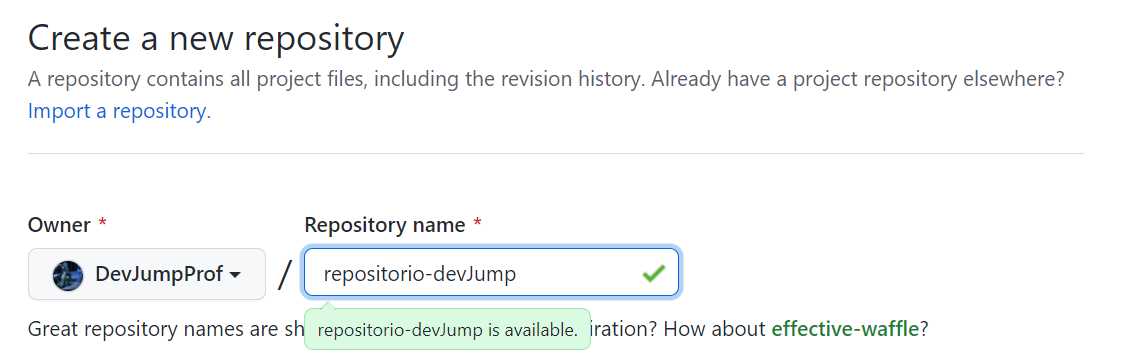 Create a new repository
A repository contains all project files, including the revision history. Already have a project repository elsewhere?
Import a repository.
Owner *
Repository name *
DevJumpProf
/
repositorio-devJump
repositorio-devJump is available.
Great repository names are sh iration? How about effective-waffle?